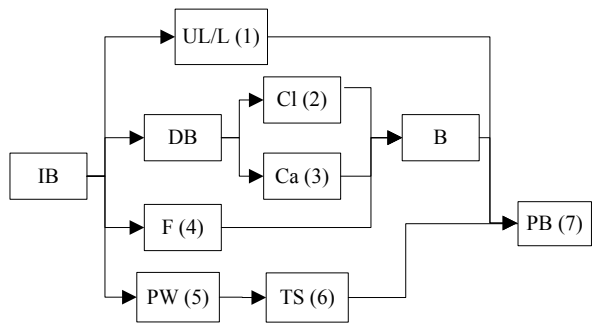 UL/L (1)
Cl (2)
DB
B
IB
Ca (3)
F (4)
PB (7)
PW (5)
TS (6)